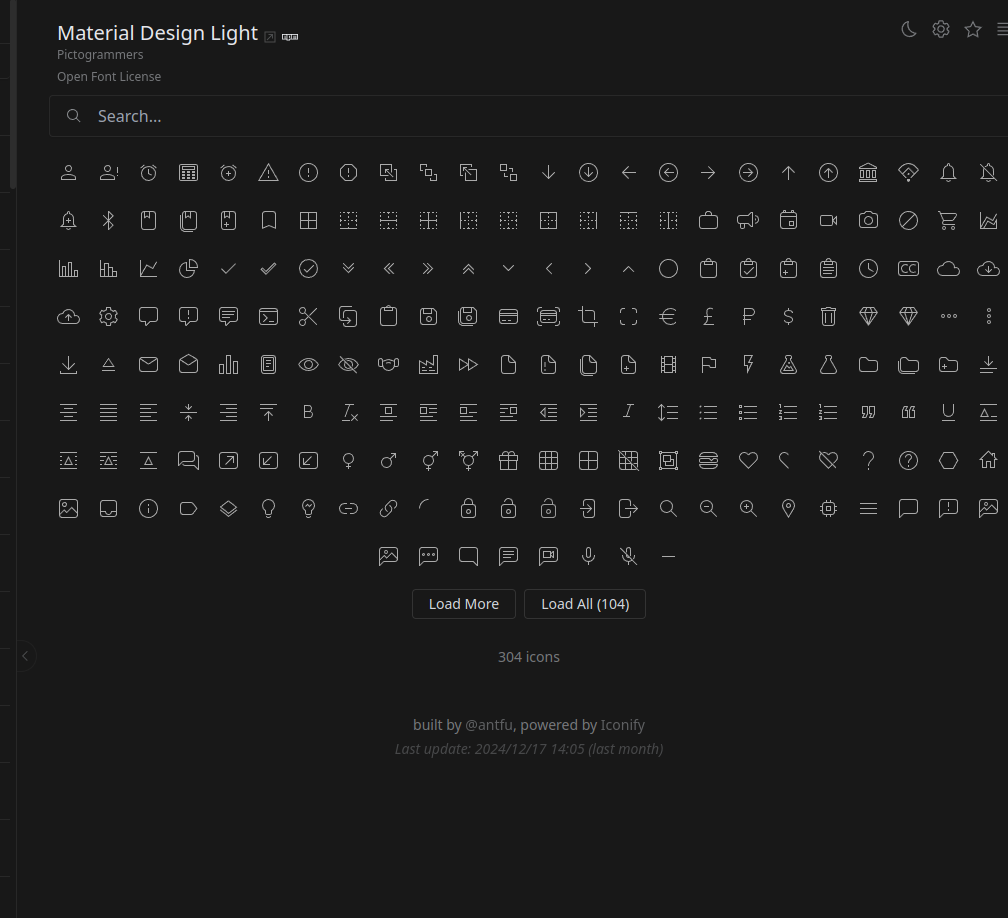 Material Design Light
Pictogrammers
Open Font License
Search...
Load More
Load All (104)
304 icons
built by @antfu, powered by Iconify
Last update: 2024/12/17 14:05 (last month)